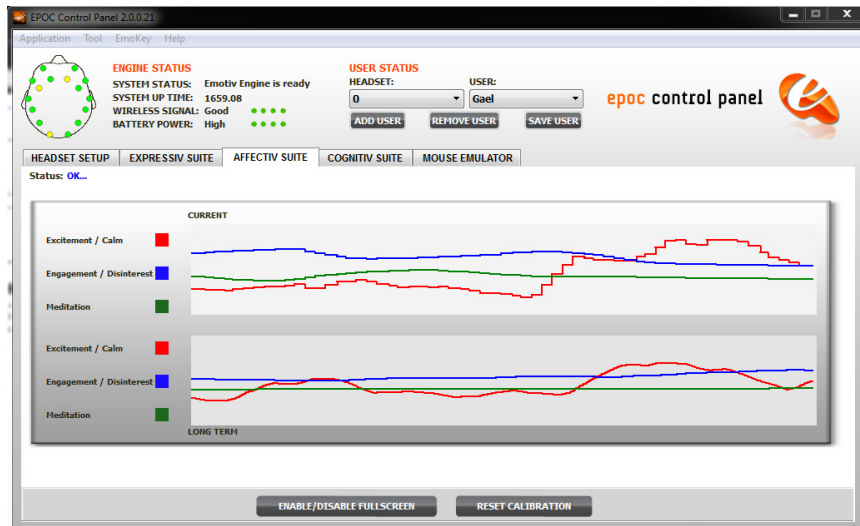 EPOC Control Panel 2.0.0.21
Application Tool EmoKey Help
ENGINE STATUS
SYSTEM STATUS: Emotiv Engine is ready
SYSTEM UP TIME: 1659.08
WIRELESS SIGNAL: Good
BATTERY POWER: High
USER STATUS
HEADSET: USER:
0 Gael
ADD USER REMOVE USER SAVE USER
epoc control panel
HEADSET SETUP EXPRESSIV SUITE AFFECTIV SUITE COGNITIV SUITE MOUSE EMULATOR
Status: OK...
CURRENT
Excitement / Calm
Engagement / Disinterest
Meditation
Excitement / Calm
Engagement / Disinterest
Meditation
LONG TERM
ENABLE/DISABLE FULLSCREEN RESET CALIBRATION